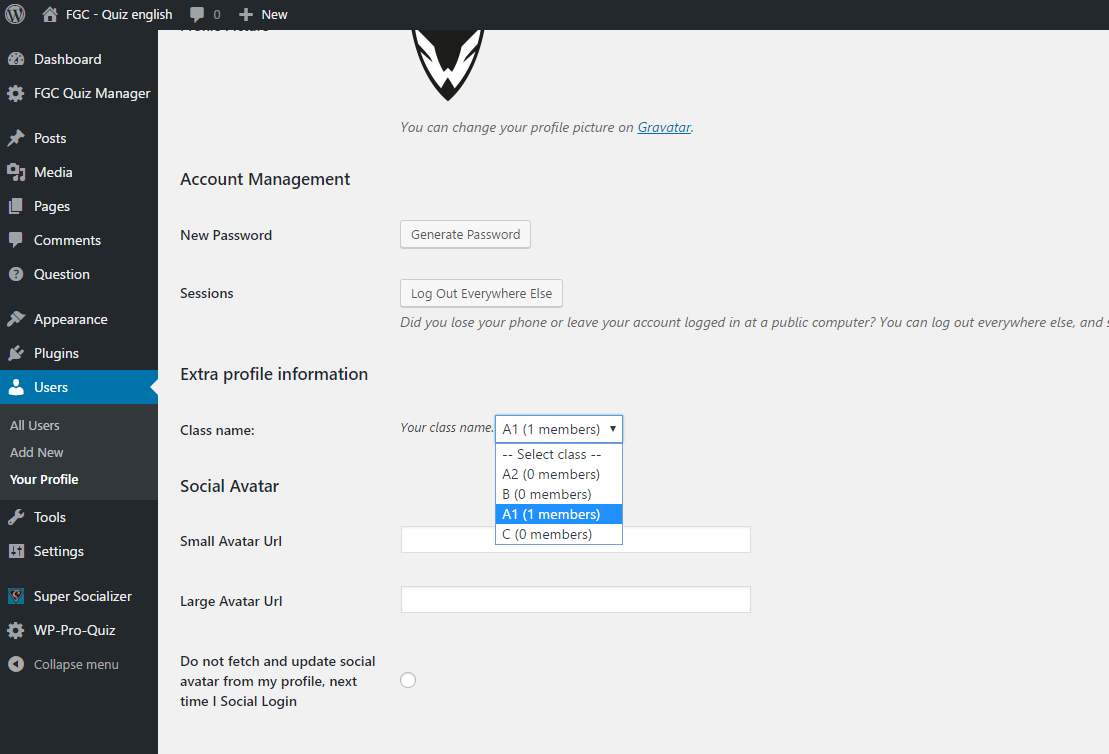 FGC - Quiz english
0
New
Dashboard
FGC Quiz Manager
Posts
Media
Pages
Comments
Question
Appearance
Plugins
Users
All Users
Add New
Your Profile
Tools
Settings
Super Socializer
WP-Pro-Quiz
Collapse menu
Profile Picture
You can change your profile picture on Gravatar.
Account Management
New Password
Generate Password
Sessions
Log Out Everywhere Else
Did you lose your phone or leave your account logged in at a public computer? You can log out everywhere else, and s
Extra profile information
Class name:
Your class name.
A1 (1 members)
-- Select class --
A2 (0 members)
B (0 members)
A1 (1 members)
C (0 members)
Social Avatar
Small Avatar Url
Large Avatar Url
Do not fetch and update social
avatar from my profile, next
time I Social Login